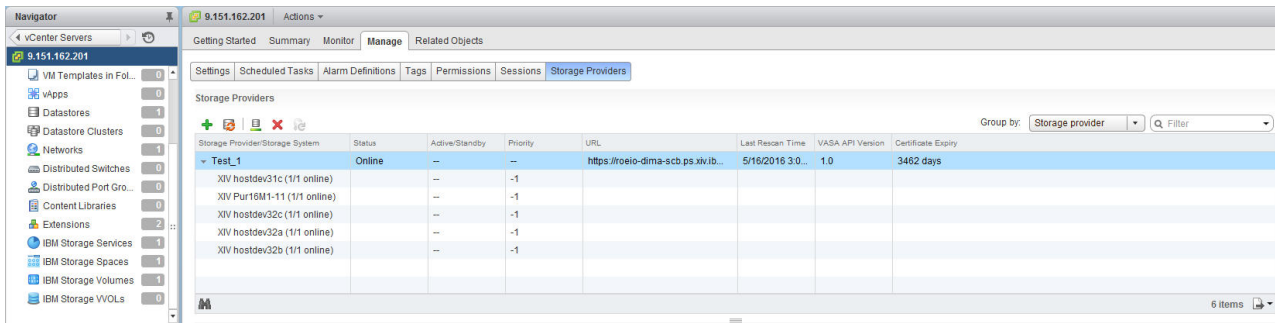 Navigator
9.151.162.201 Actions
vCenter Servers
Getting Started Summary Monitor Manage Related Objects
9.151.162.201
Settings Scheduled Tasks Alarm Definitions Tags Permissions Sessions Storage Providers
VM Templates in Fol... 0
vApps 0
Datastores 1
Datastore Clusters 0
Networks 1
Distributed Switches 0
Distributed Port Gro... 0
Content Libraries 0
Extensions 2
IBM Storage Services 1
IBM Storage Spaces 1
IBM Storage Volumes 1
IBM Storage VVOLs 0
Storage Providers
Group by: Storage provider Filter
Storage Provider/Storage System Status Active/Standby Priority URL Last Rescan Time VASA API Version Certificate Expiry
Test_1 Online -- -- https://roeio-dima-scb.ps.xiv.ib... 5/16/2016 3:0... 1.0 3462 days
XIV hostdev31c (1/1 online) -- -1
XIV Pur16M1-11 (1/1 online) -- -1
XIV hostdev32c (1/1 online) -- -1
XIV hostdev32a (1/1 online) -- -1
XIV hostdev32b (1/1 online) -- -1
6 items